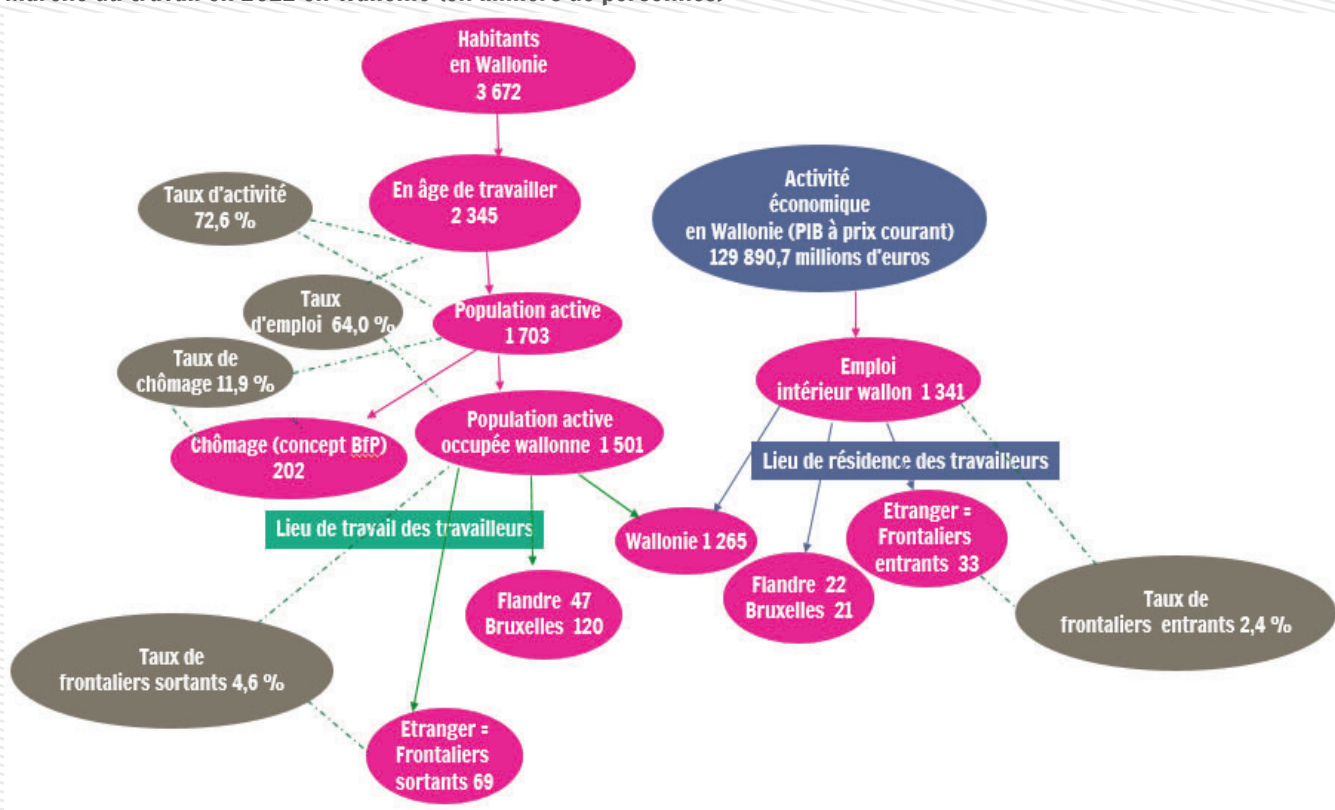 Habitants
en Wallonie
3 672
En âge de travailler
2 345
Taux d'activité
72,6 %
Activité
économique
en Wallonie (PIB à prix courant)
129 890,7 millions d'euros
Taux
d'emploi 64,0 %
Population active
1 703
Taux de
chômage 11,9 %
Emploi
intérieur wallon 1 341
Chômage (concept BfP)
202
Population active
occupée wallonne 1 501
Lieu de résidence des travailleurs
Lieu de travail des travailleurs
Wallonie 1 265
Etranger =
Frontaliers
entrants 33
Flandre 22
Bruxelles 21
Flandre 47
Bruxelles 120
Taux de
frontaliers entrants 2,4 %
Taux de
frontaliers sortants 4,6 %
Etranger =
Frontaliers
sortants 69